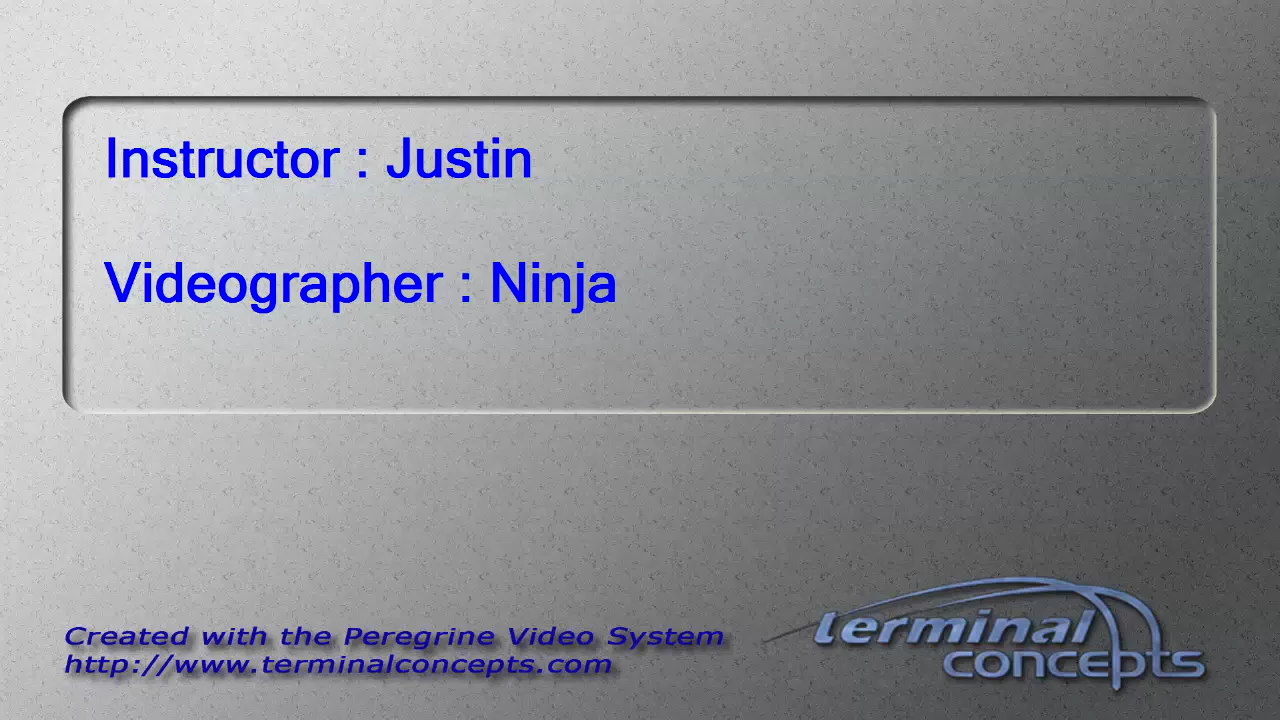 Instructor : Justin
Videographer : Ninja
Created with the Peregrine Video System
http://www.terminalconcepts.com
terminal
concepts